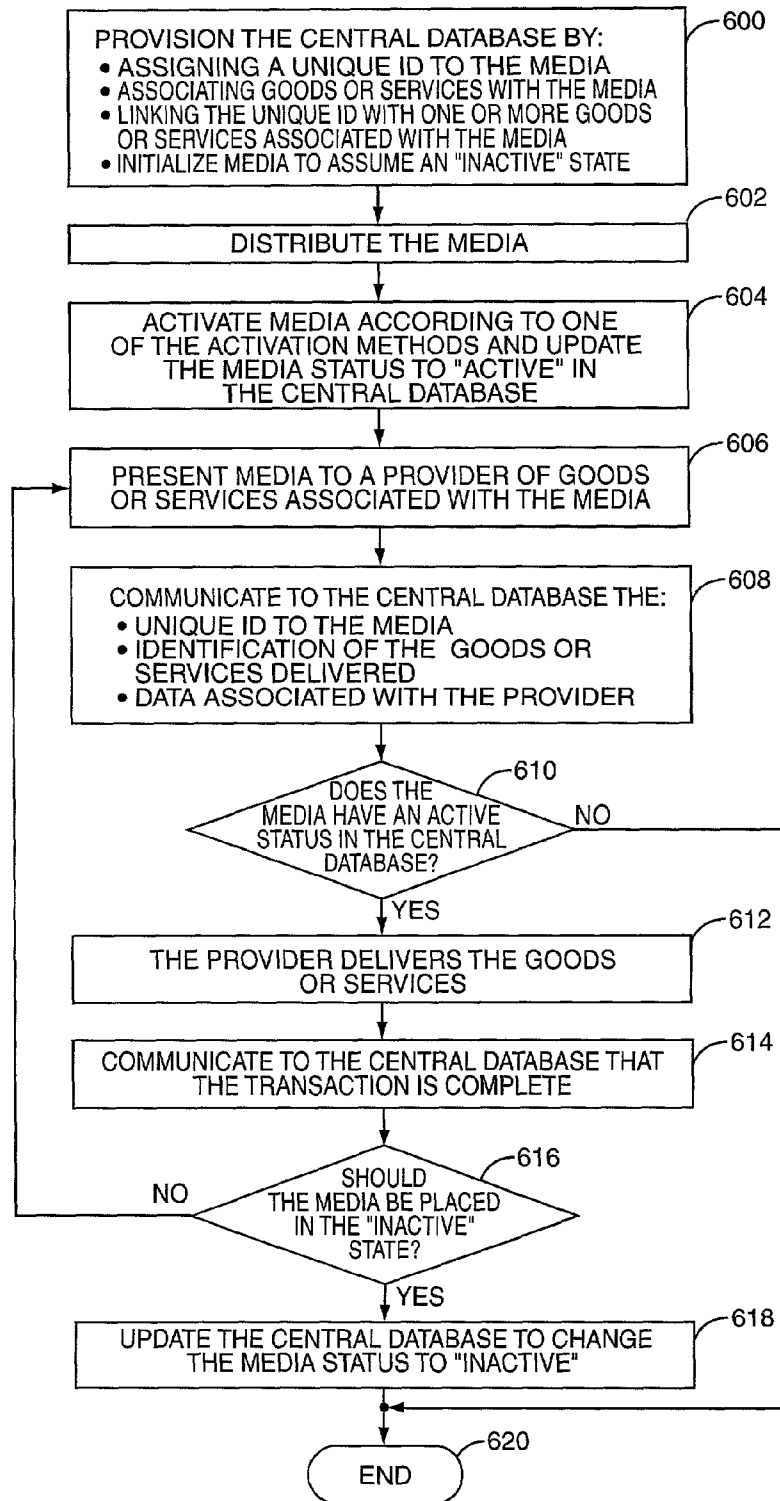 600
PROVISION THE CENTRAL DATABASE BY:
• ASSIGNING A UNIQUE ID TO THE MEDIA
• ASSOCIATING GOODS OR SERVICES WITH THE MEDIA
• LINKING THE UNIQUE ID WITH ONE OR MORE GOODS
OR SERVICES ASSOCIATED WITH THE MEDIA
• INITIALIZE MEDIA TO ASSUME AN "INACTIVE" STATE
602
DISTRIBUTE THE MEDIA
604
ACTIVATE MEDIA ACCORDING TO ONE
OF THE ACTIVATION METHODS AND UPDATE
THE MEDIA STATUS TO "ACTIVE" IN
THE CENTRAL DATABASE
606
PRESENT MEDIA TO A PROVIDER OF GOODS
OR SERVICES ASSOCIATED WITH THE MEDIA
608
COMMUNICATE TO THE CENTRAL DATABASE THE:
• UNIQUE ID TO THE MEDIA
• IDENTIFICATION OF THE GOODS OR
SERVICES DELIVERED
• DATA ASSOCIATED WITH THE PROVIDER
610
DOES THE
MEDIA HAVE AN ACTIVE
STATUS IN THE CENTRAL
DATABASE?
NO
YES
612
THE PROVIDER DELIVERS THE GOODS
OR SERVICES
614
COMMUNICATE TO THE CENTRAL DATABASE THAT
THE TRANSACTION IS COMPLETE
616
SHOULD
THE MEDIA BE PLACED
IN THE "INACTIVE"
STATE?
NO
YES
618
UPDATE THE CENTRAL DATABASE TO CHANGE
THE MEDIA STATUS TO "INACTIVE"
620
END